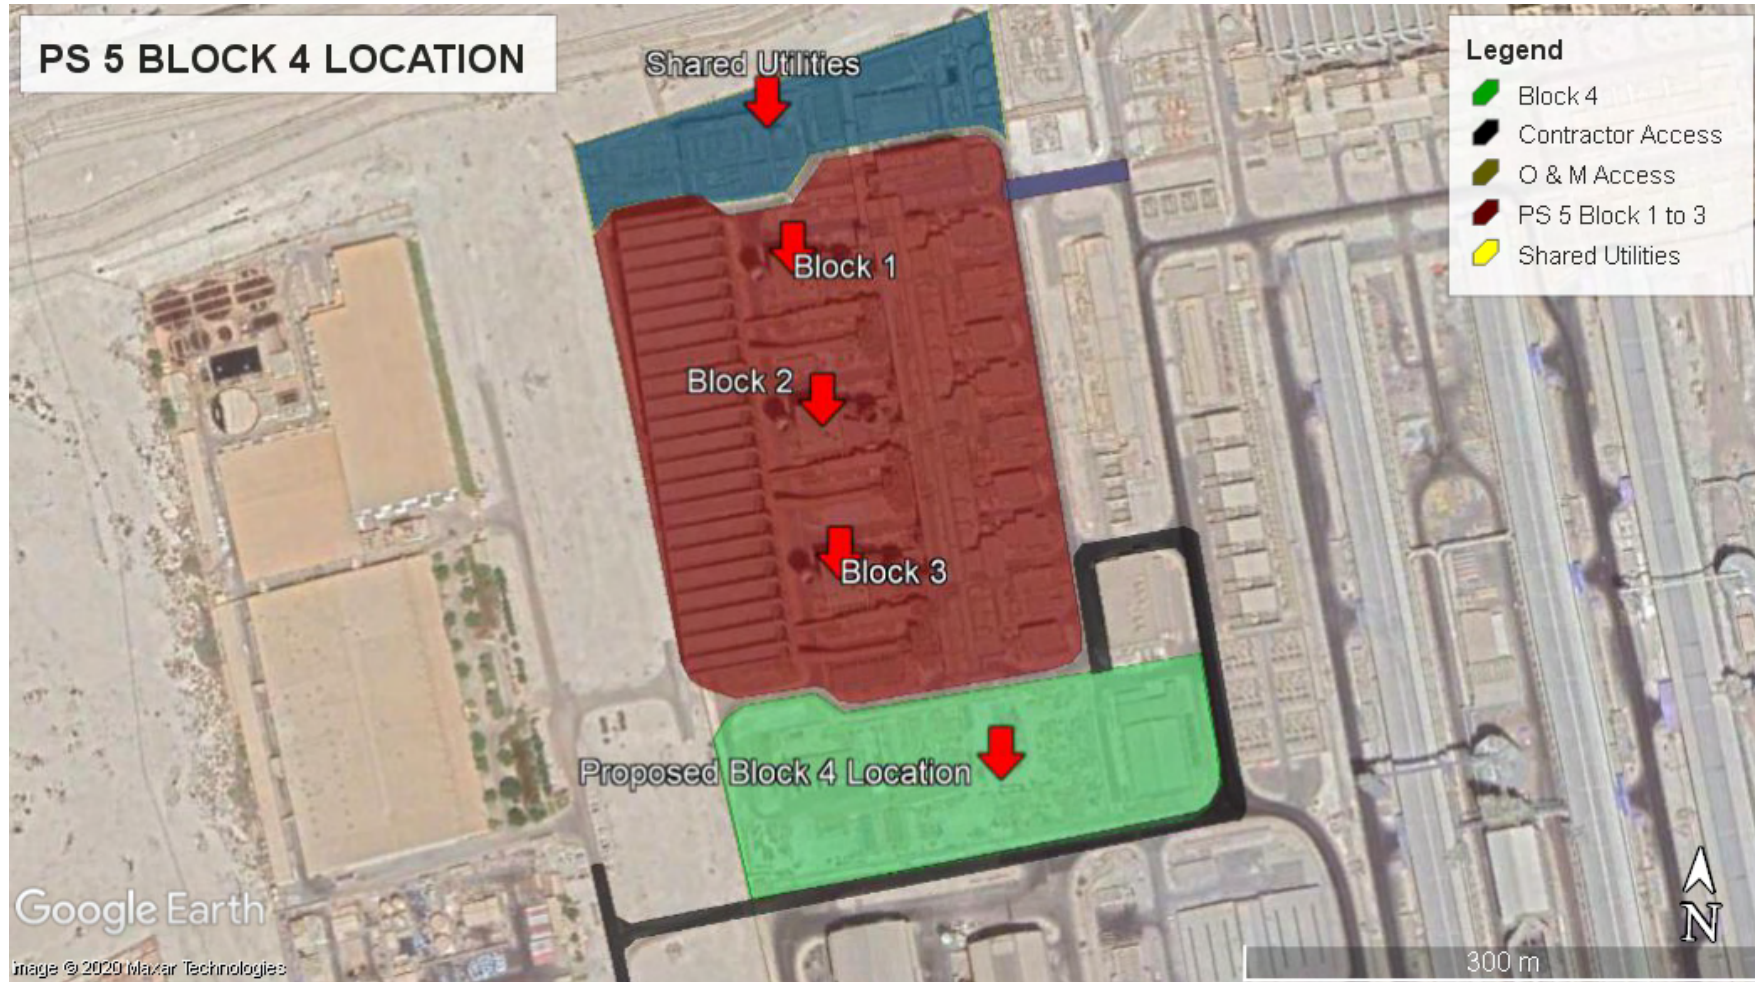 PS 5 BLOCK 4 LOCATION
Shared Utilities
Legend
Block 4
Contractor Access
O & M Access
PS 5 Block 1 to 3
Shared Utilities
Block 1
Block 2
Block 3
Proposed Block 4 Location
Google Earth
Image © 2020 Maxar Technologies
N
300 m